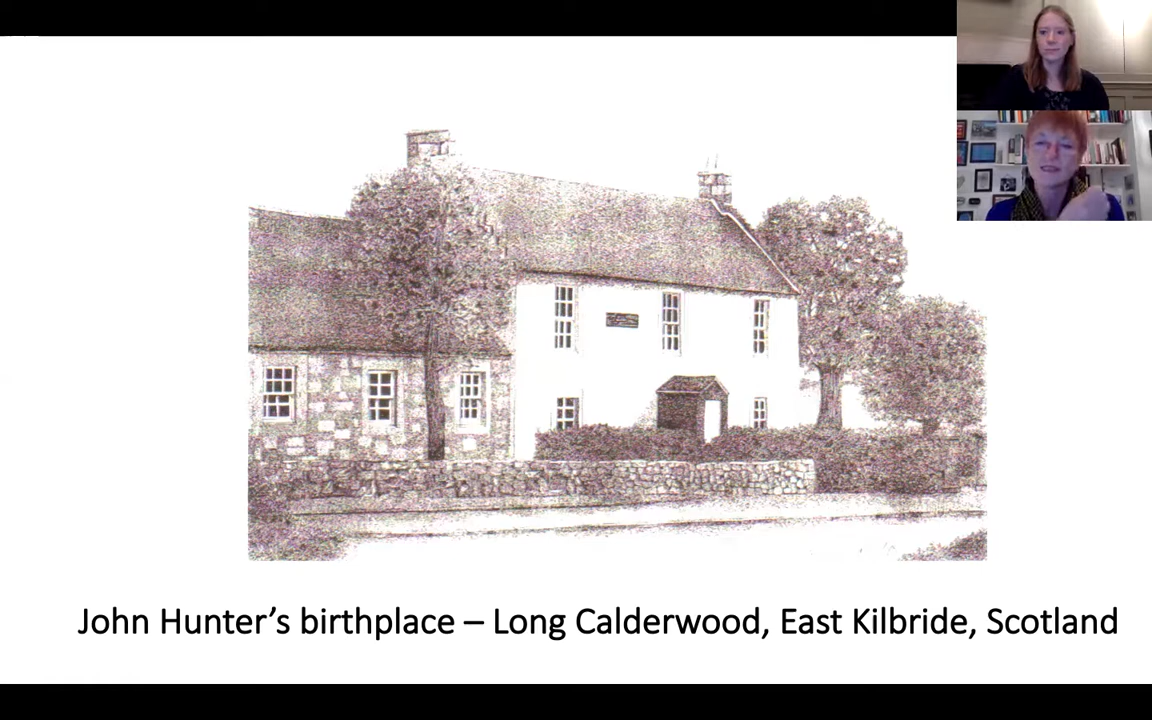 John Hunter’s birthplace – Long Calderwood, East Kilbride, Scotland